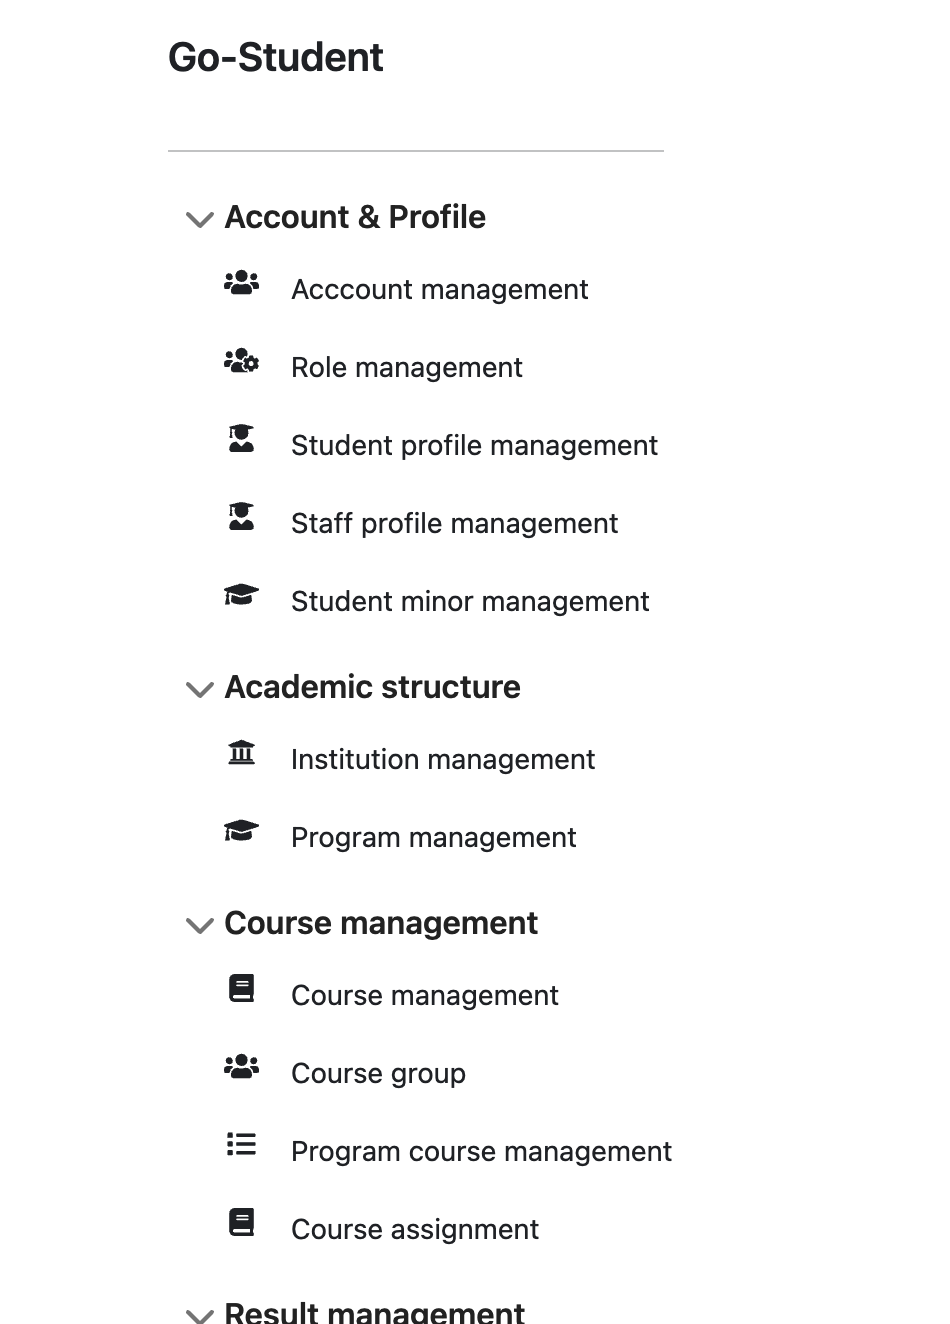 Go-Student
Account & Profile
Acccount management
Role management
Student profile management
Staff profile management
Student minor management
Academic structure
Institution management
Program management
Course management
Course management
Course group
Program course management
Course assignment
Result management